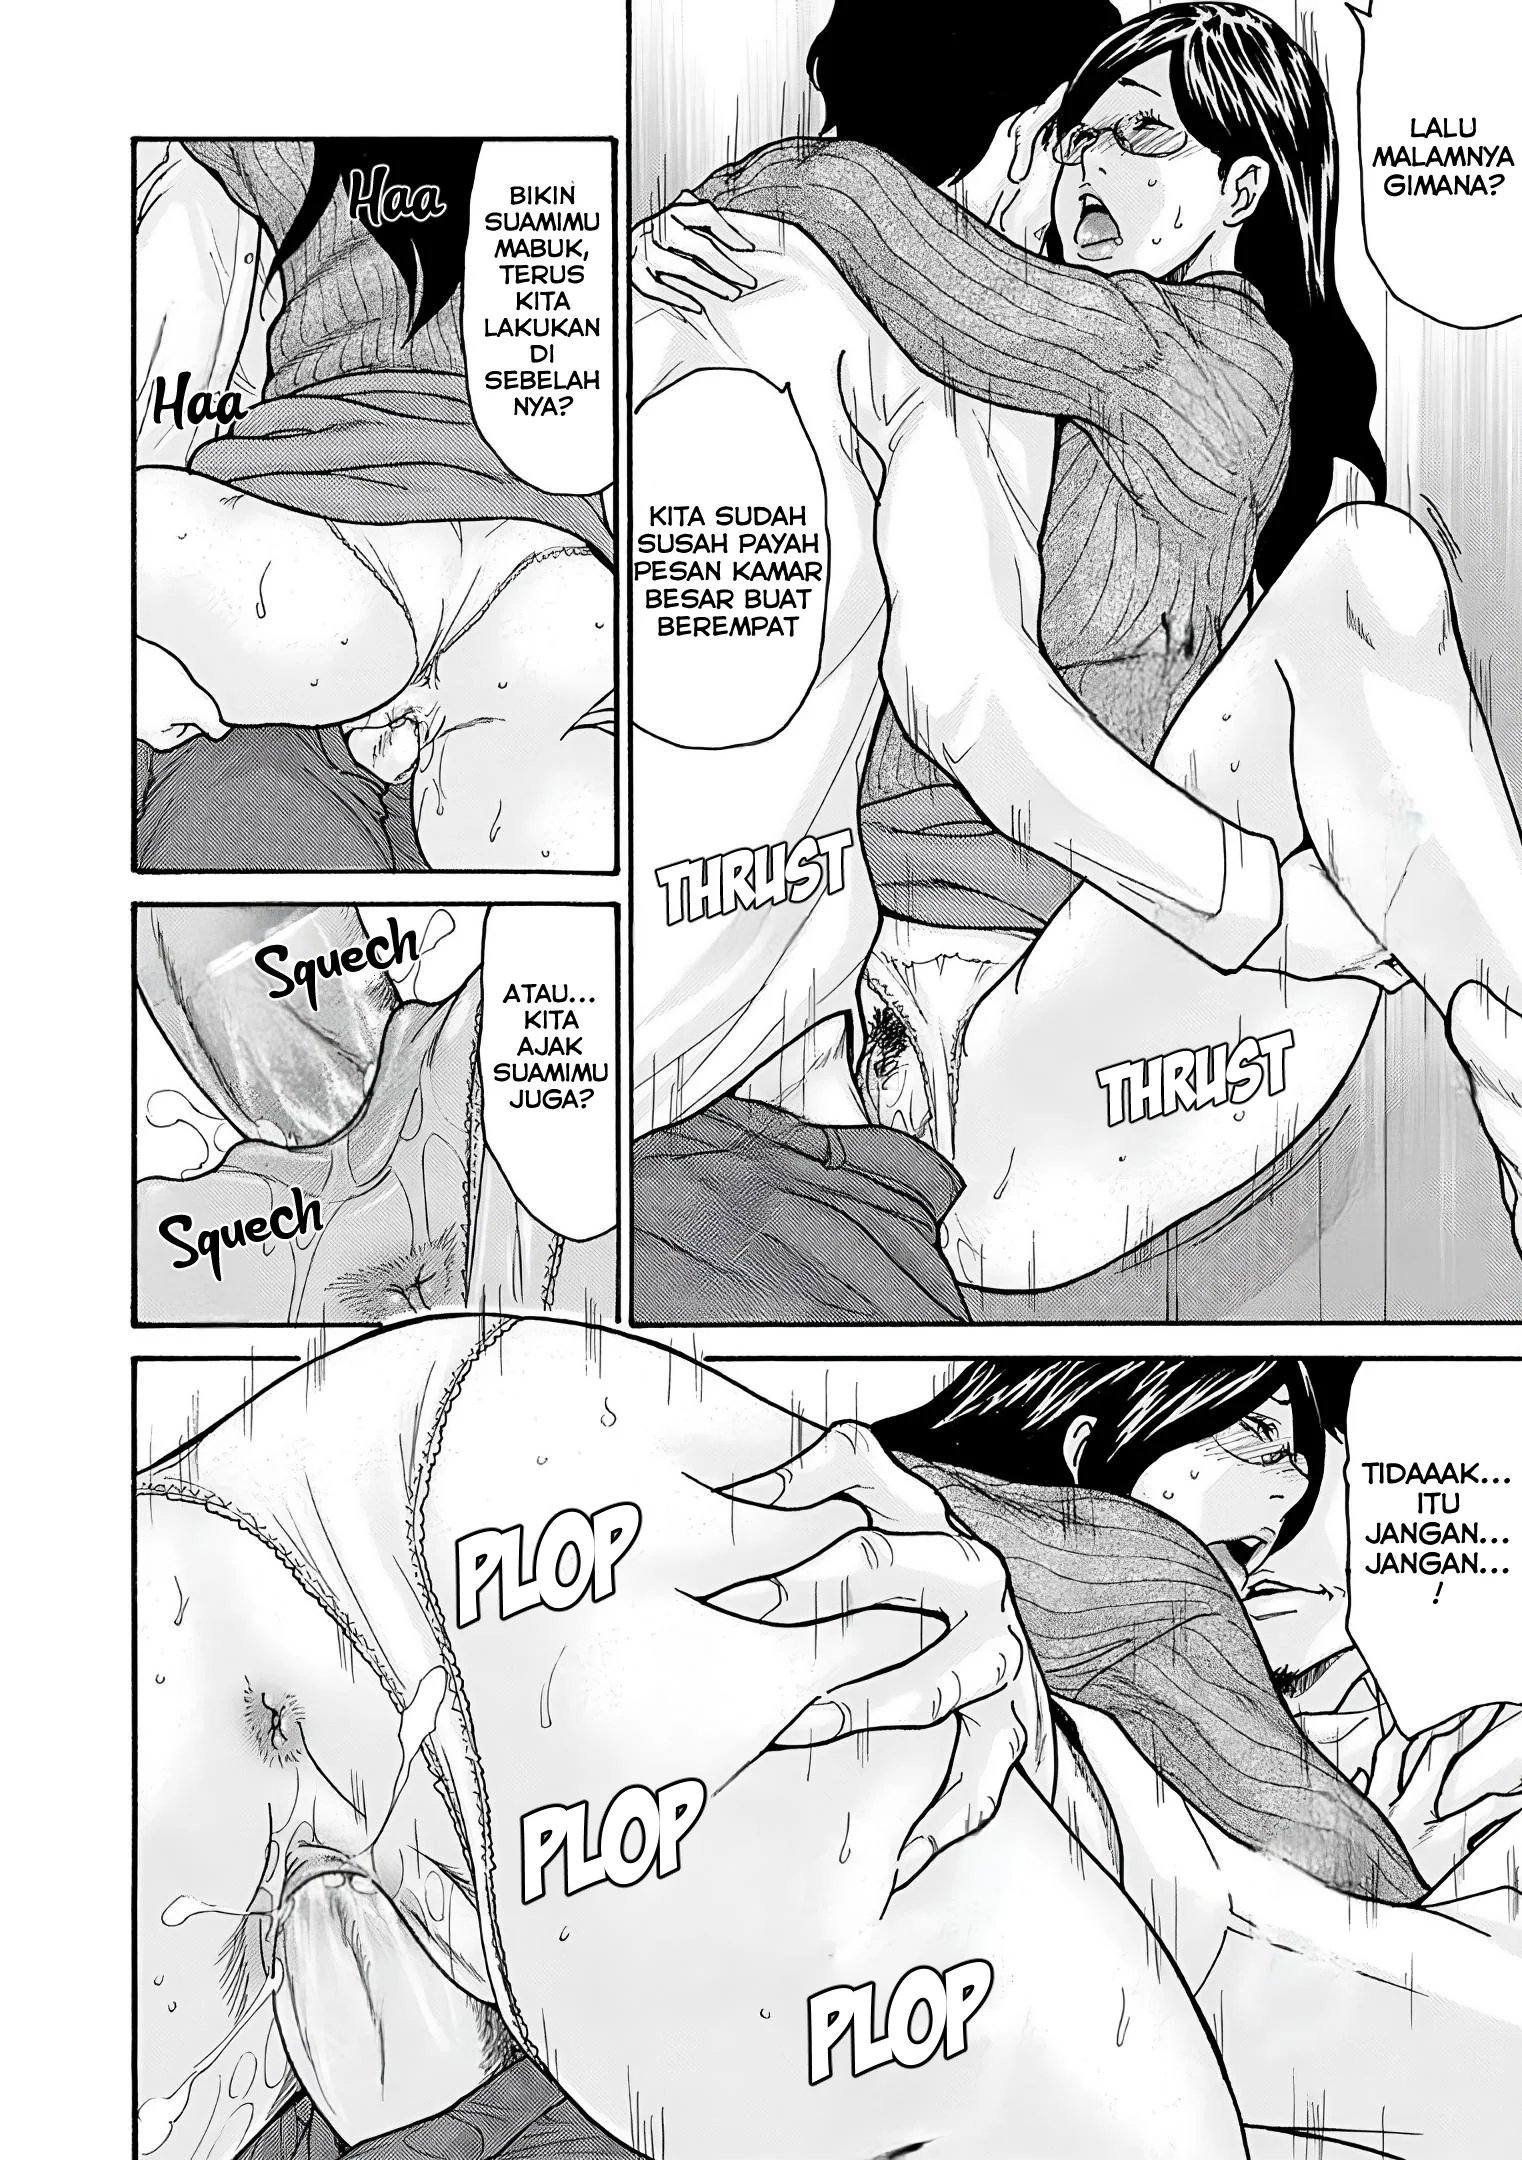 LALU
MALAMNYA
GIMANA?
KITA SUDAH
SUSAH PAYAH
PESAN KAMAR
BESAR BUAT
BEREMPAT
THRUST
THRUST
BIKIN
SUAMIMU
MABUK,
TERUS
KITA
LAKUKAN
DI
SEBELAH
NYA?
Haa
Haa
ATAU...
KITA
AJAK
SUAMIMU
JUGA?
Squech
Squech
TIDAAAK...
ITU
JANGAN...
JANGAN...
!
PLOP
PLOP
PLOP